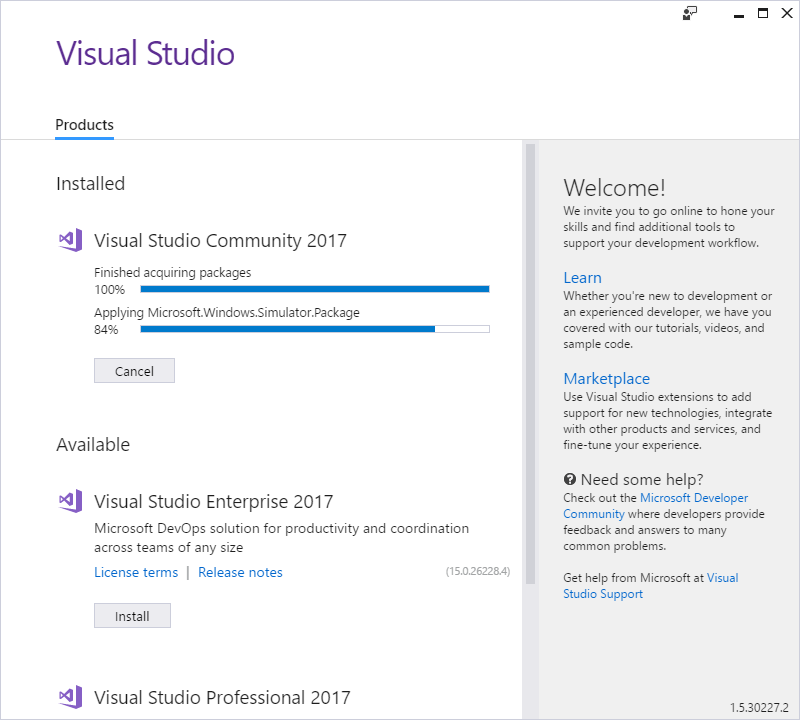 Visual Studio
Products
Installed
Visual Studio Community 2017
Finished acquiring packages
100%
Applying Microsoft.Windows.Simulator.Package
84%
Cancel
Available
Visual Studio Enterprise 2017
Microsoft DevOps solution for productivity and coordination
across teams of any size
License terms | Release notes (15.0.26228.4)
Install
Visual Studio Professional 2017
Welcome!
We invite you to go online to hone your
skills and find additional tools to
support your development workflow.
Learn
Whether you're new to development or
an experienced developer, we have you
covered with our tutorials, videos, and
sample code.
Marketplace
Use Visual Studio extensions to add
support for new technologies, integrate
with other products and services, and
fine-tune your experience.
Need some help?
Check out the Microsoft Developer
Community where developers provide
feedback and answers to many
common problems.
Get help from Microsoft at Visual
Studio Support
1.5.30227.2